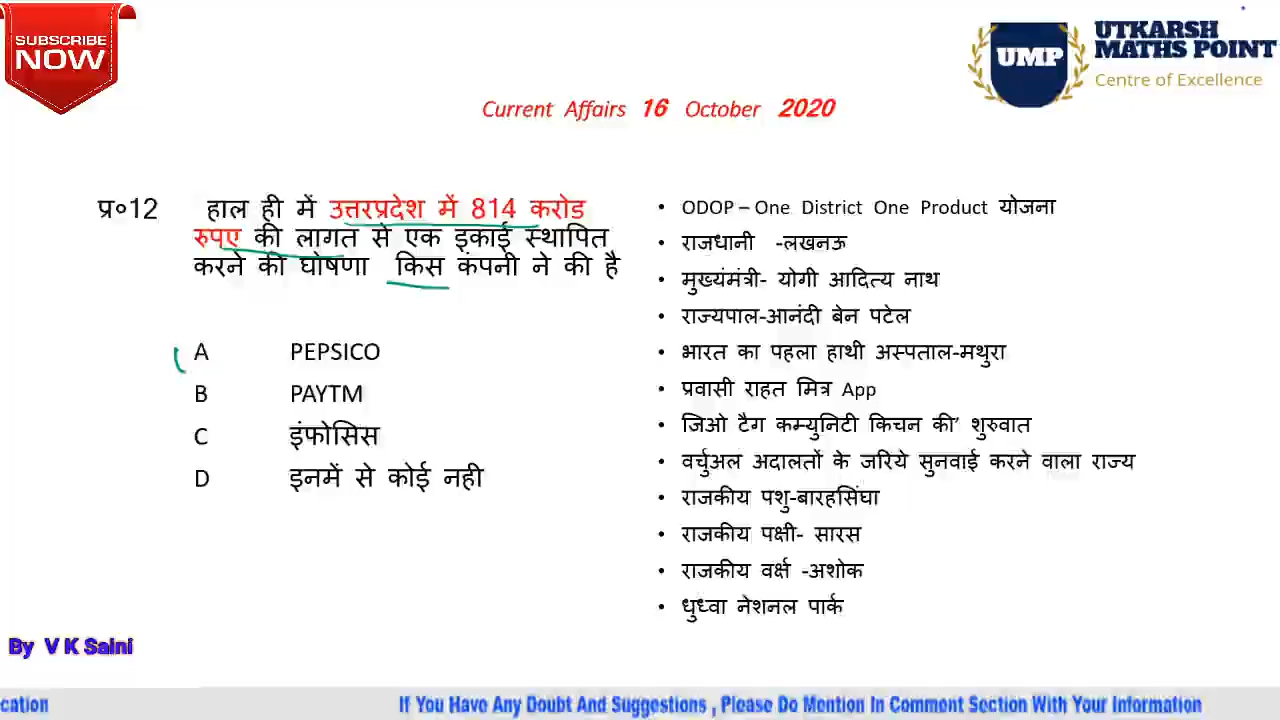 SUBSCRIBE
NOW
UMP
UTKARSH
MATHS POINT
Centre of Excellence
Current Affairs 16 October 2020
प्र०12 हाल ही में उत्तरप्रदेश में 814 करोड
रुपए की लागत से एक इकाई स्थापित
करने की घोषणा किस कंपनी ने की है
A PEPSICO
B PAYTM
C इंफोसिस
D इनमें से कोई नही
• ODOP – One District One Product योजना
• राजधानी -लखनऊ
• मुख्यंमंत्री- योगी आदित्य नाथ
• राज्यपाल-आनंदी बेन पटेल
• भारत का पहला हाथी अस्पताल-मथुरा
• प्रवासी राहत मित्र App
• जिओ टैग कम्युनिटी किचन की’ शुरुवात
• वर्चुअल अदालतों के जरिये सुनवाई करने वाला राज्य
• राजकीय पशु-बारहसिंघा
• राजकीय पक्षी- सारस
• राजकीय वर्क्ष -अशोक
• धुध्वा नेशनल पार्क
By V K Saini
cation If You Have Any Doubt And Suggestions , Please Do Mention In Comment Section With Your Information